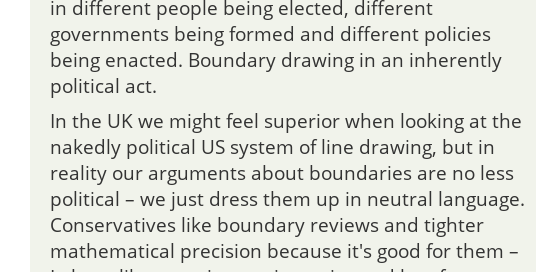 in different people being elected, different
governments being formed and different policies
being enacted. Boundary drawing in an inherently
political act.
In the UK we might feel superior when looking at the
nakedly political US system of line drawing, but in
reality our arguments about boundaries are no less
political – we just dress them up in neutral language.
Conservatives like boundary reviews and tighter
mathematical precision because it's good for them –